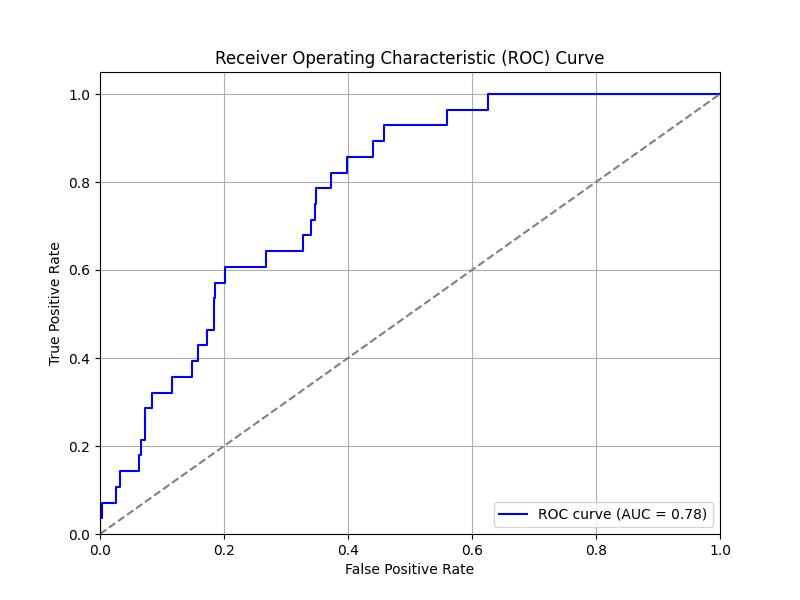 Receiver Operating Characteristic (ROC) Curve
True Positive Rate
1.0
0.8
0.6
0.4
0.2
0.0
ROC curve (AUC = 0.78)
0.0 0.2 0.4 0.6 0.8 1.0
False Positive Rate